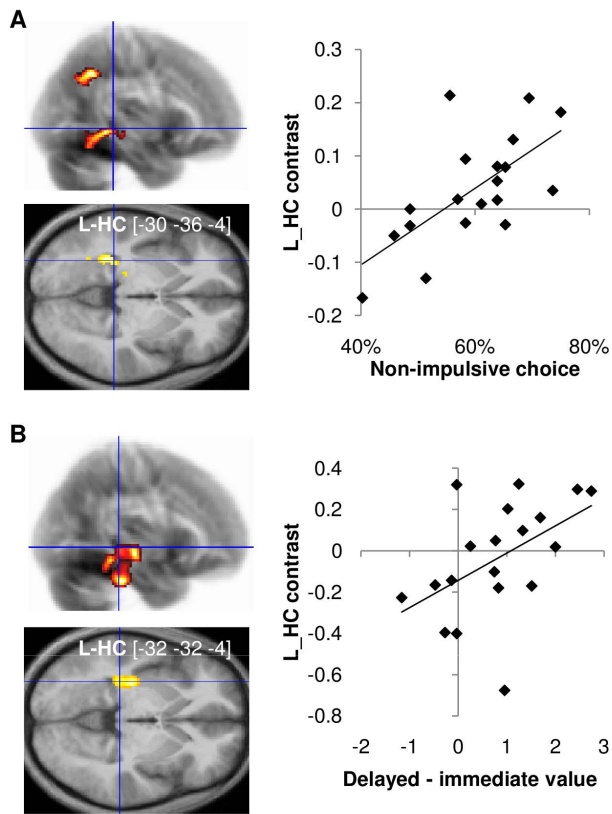 A
L-HC [-30 -36 -4]
L_HC contrast
0.3
0.2
0.1
0
-0.1
-0.2
40% 60% 80%
Non-impulsive choice
B
L-HC [-32 -32 -4]
L_HC contrast
0.4
0.2
0
-0.2
-0.4
-0.6
-0.8
-2 -1 0 1 2 3
Delayed - immediate value